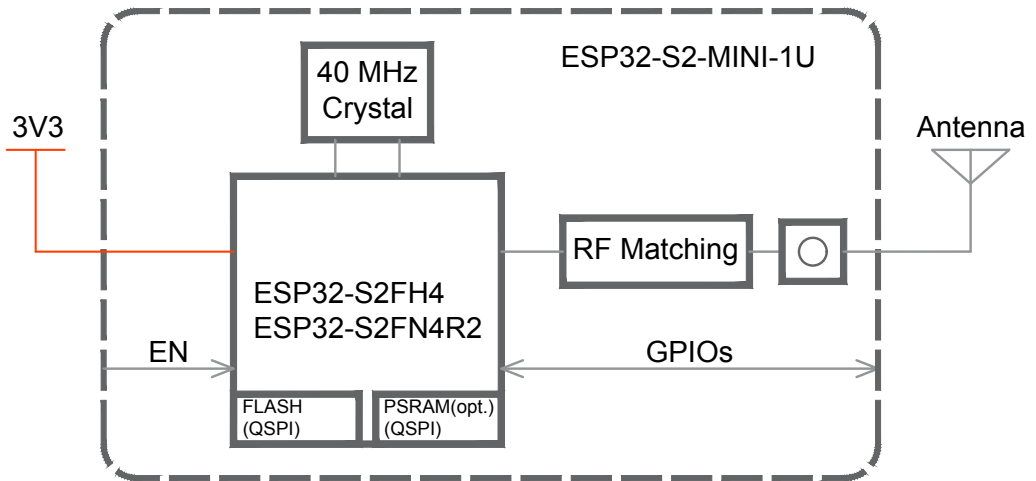 ESP32-S2-MINI-1U
40 MHz
Crystal
3V3
Antenna
RF Matching
ESP32-S2FH4
ESP32-S2FN4R2
EN
GPIOs
FLASH
(QSPI)
PSRAM(opt.)
(QSPI)